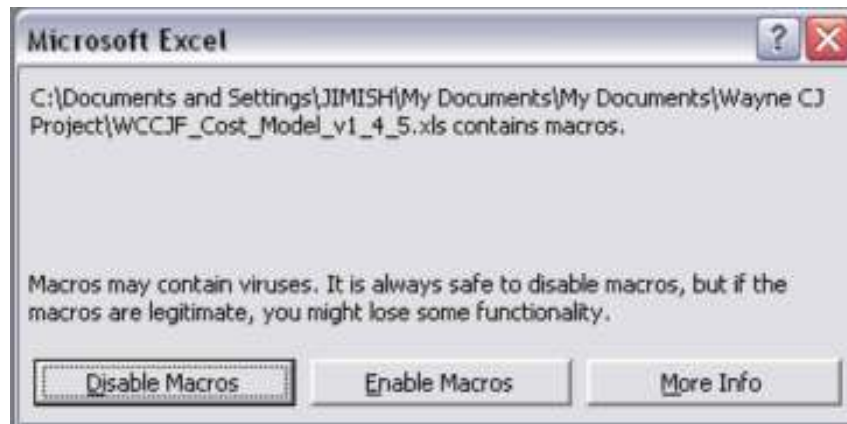 Microsoft Excel
?
C:\Documents and Settings\JIMISH\My Documents\My Documents\Wayne CJ
Project\WCCJF_Cost_Model_v1_4_5.xls contains macros.
Macros may contain viruses. It is always safe to disable macros, but if the
macros are legitimate, you might lose some functionality.
Disable Macros
Enable Macros
More Info